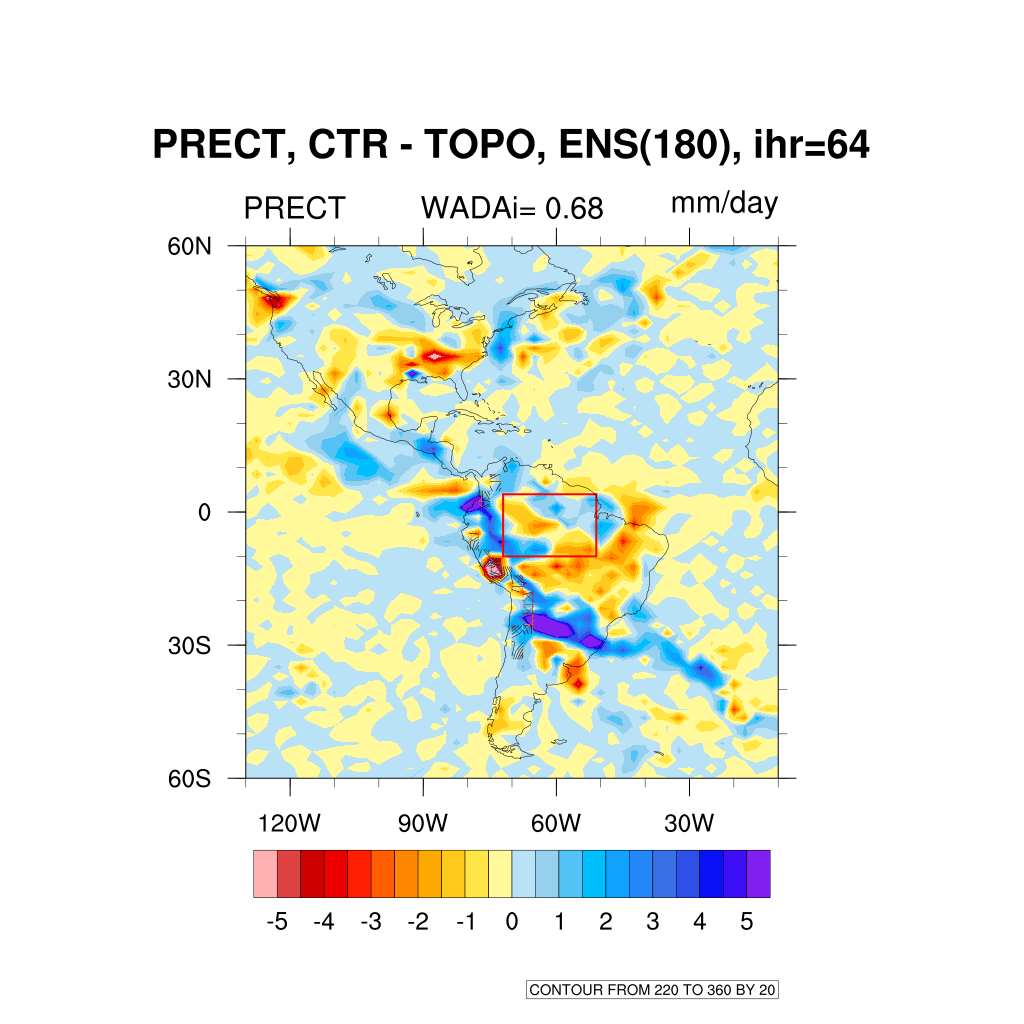 PRECT, CTR - TOPO, ENS(180), ihr=64
PRECT WADAi= 0.68 mm/day
60N
30N
0
30S
60S
120W 90W 60W 30W
-5 -4 -3 -2 -1 0 1 2 3 4 5
CONTOUR FROM 220 TO 360 BY 20